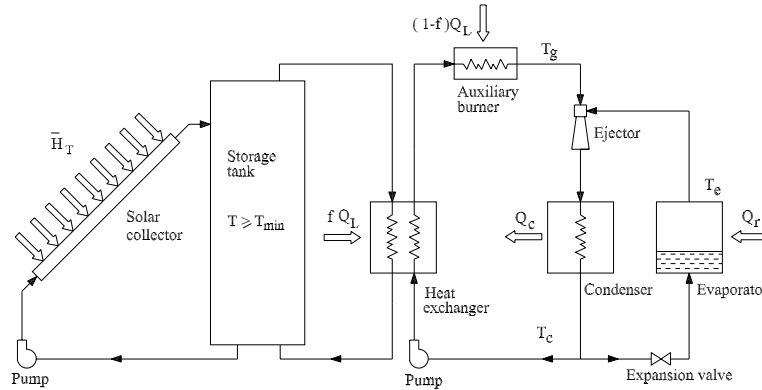 (1-f)Q_L
T_g
Auxiliary
burner
Ejector
H̅_T
Storage
tank
T_e
T ⩾ T_min
Solar
collector
f Q_L
Q_c
Q_r
Heat
exchanger
Condenser
Evaporato
T_c
Pump
Pump
Expansion valve